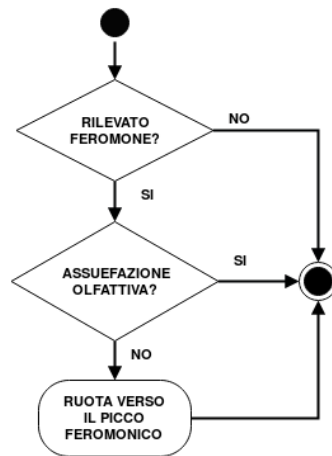 RILEVATO
FEROMONE?
NO
SI
ASSUEFAZIONE
OLFATTIVA?
SI
NO
RUOTA VERSO
IL PICCO
FEROMONICO